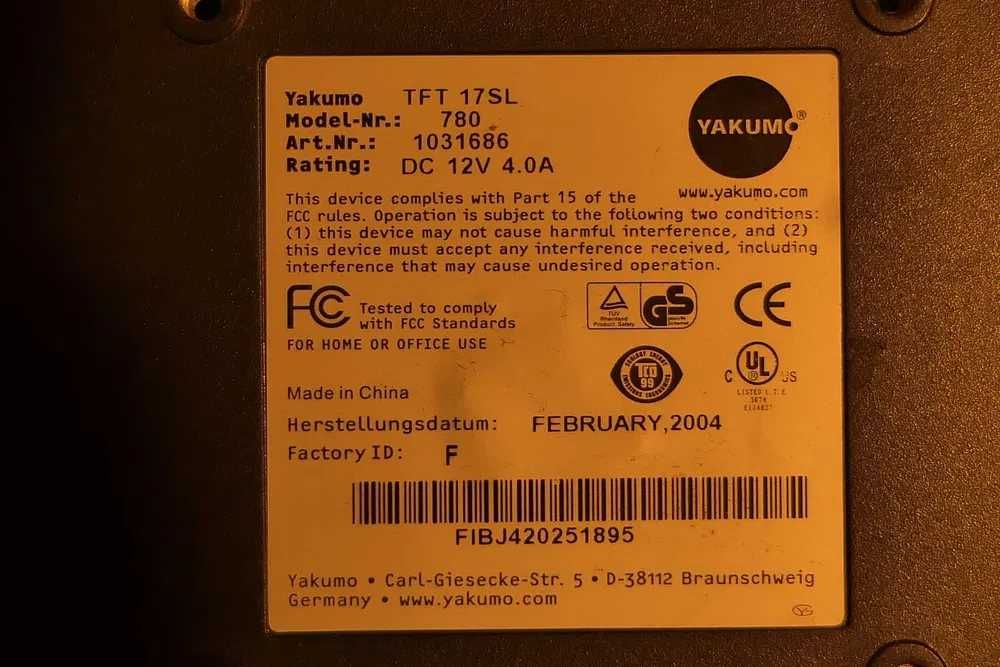 Yakumo TFT 17SL
Model-Nr.: 780
Art.Nr.: 1031686
Rating: DC 12V 4.0A
YAKUMO®
www.yakumo.com
This device complies with Part 15 of the
FCC rules. Operation is subject to the following two conditions:
(1) this device may not cause harmful interference, and (2)
this device must accept any interference received, including
interference that may cause undesired operation.
FC Tested to comply
with FCC Standards
FOR HOME OR OFFICE USE
TÜV
Rheinland
Product Safety
GS
CE
TCO
99
C UL ® US
LISTED I.T.E.
Made in China
Herstellungsdatum: FEBRUARY,2004
Factory ID: F
FIBJ420251895
Yakumo • Carl-Giesecke-Str. 5 • D-38112 Braunschweig
Germany • www.yakumo.com